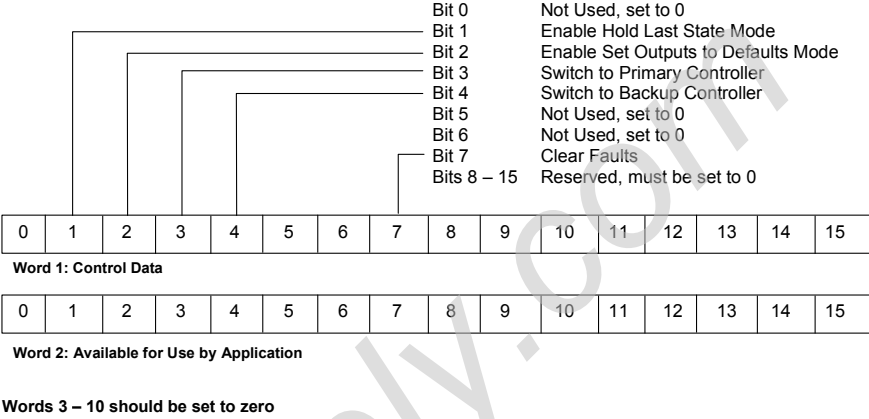 Bit 0 Not Used, set to 0
Bit 1 Enable Hold Last State Mode
Bit 2 Enable Set Outputs to Defaults Mode
Bit 3 Switch to Primary Controller
Bit 4 Switch to Backup Controller
Bit 5 Not Used, set to 0
Bit 6 Not Used, set to 0
Bit 7 Clear Faults
Bits 8 – 15 Reserved, must be set to 0
0 1 2 3 4 5 6 7 8 9 10 11 12 13 14 15
Word 1: Control Data
0 1 2 3 4 5 6 7 8 9 10 11 12 13 14 15
Word 2: Available for Use by Application
Words 3 – 10 should be set to zero
ely.com